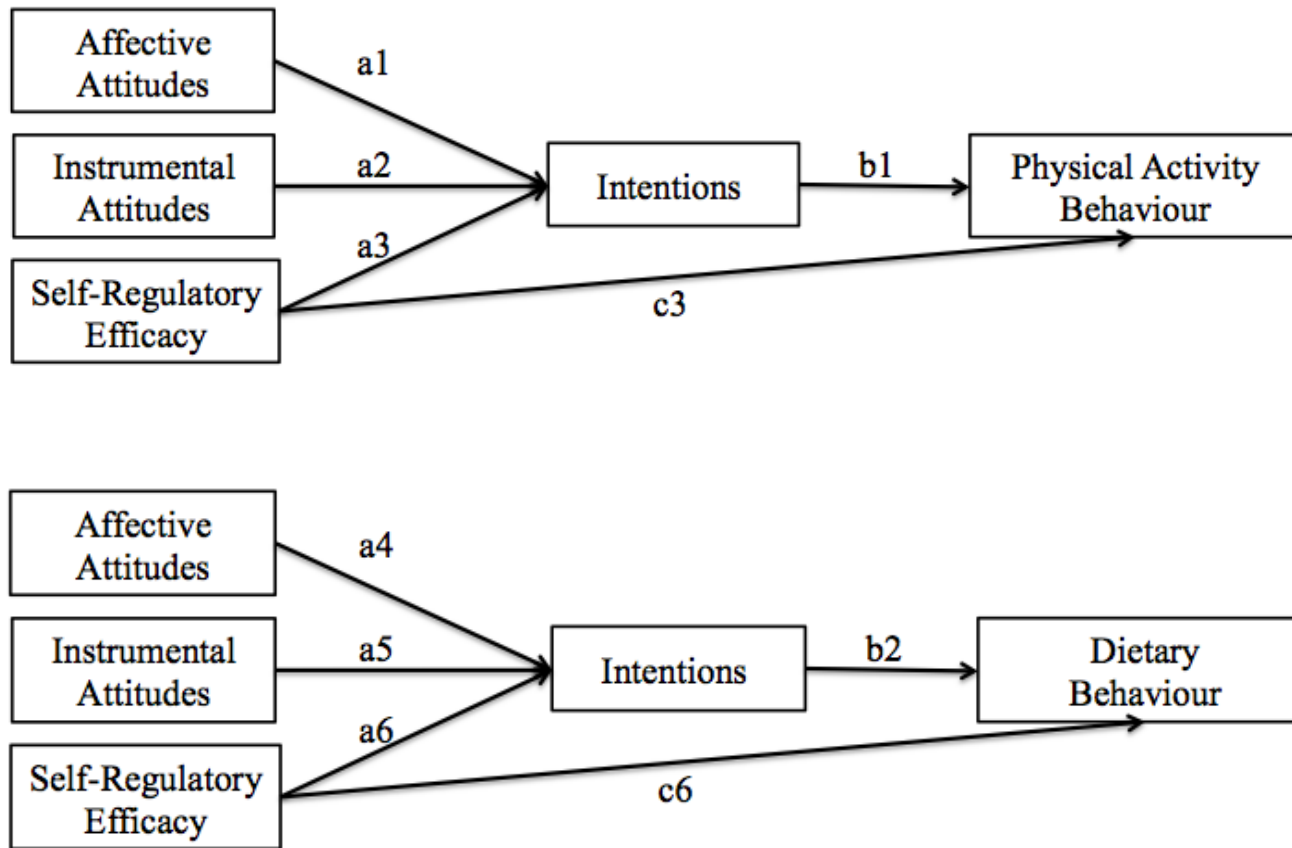 Affective
Attitudes
a1
Instrumental
Attitudes
a2
Intentions
b1
Physical Activity
Behaviour
a3
Self-Regulatory
Efficacy
c3
Affective
Attitudes
a4
Instrumental
Attitudes
a5
Intentions
b2
Dietary
Behaviour
a6
Self-Regulatory
Efficacy
c6